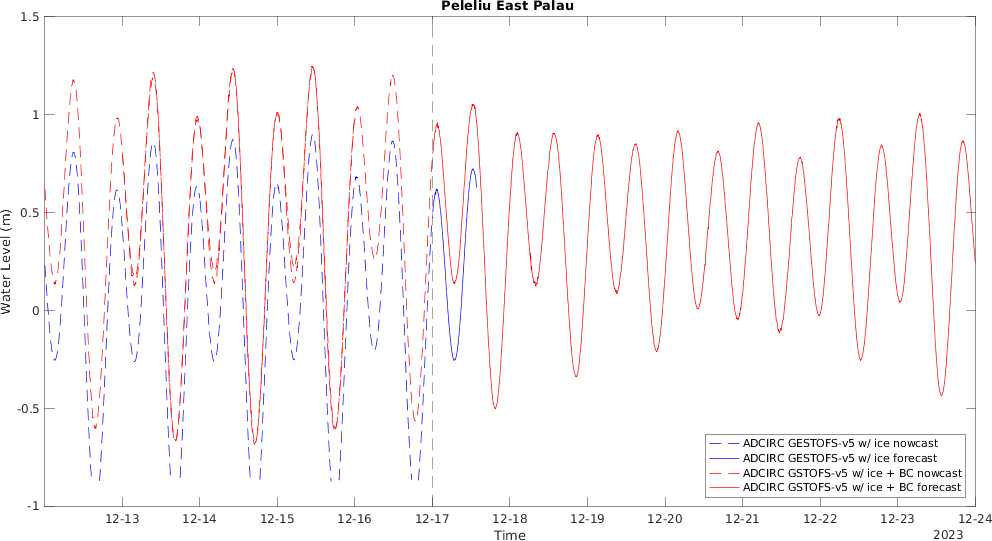 Peleliu East Palau
1.5
1
0.5
0
-0.5
-1
Water Level (m)
12-13
12-14
12-15
12-16
12-17
12-18
12-19
12-20
12-21
12-22
12-23
12-24
Time
2023
ADCIRC GESTOFS-v5 w/ ice nowcast
ADCIRC GESTOFS-v5 w/ ice forecast
ADCIRC GSTOFS-v5 w/ ice + BC nowcast
ADCIRC GSTOFS-v5 w/ ice + BC forecast